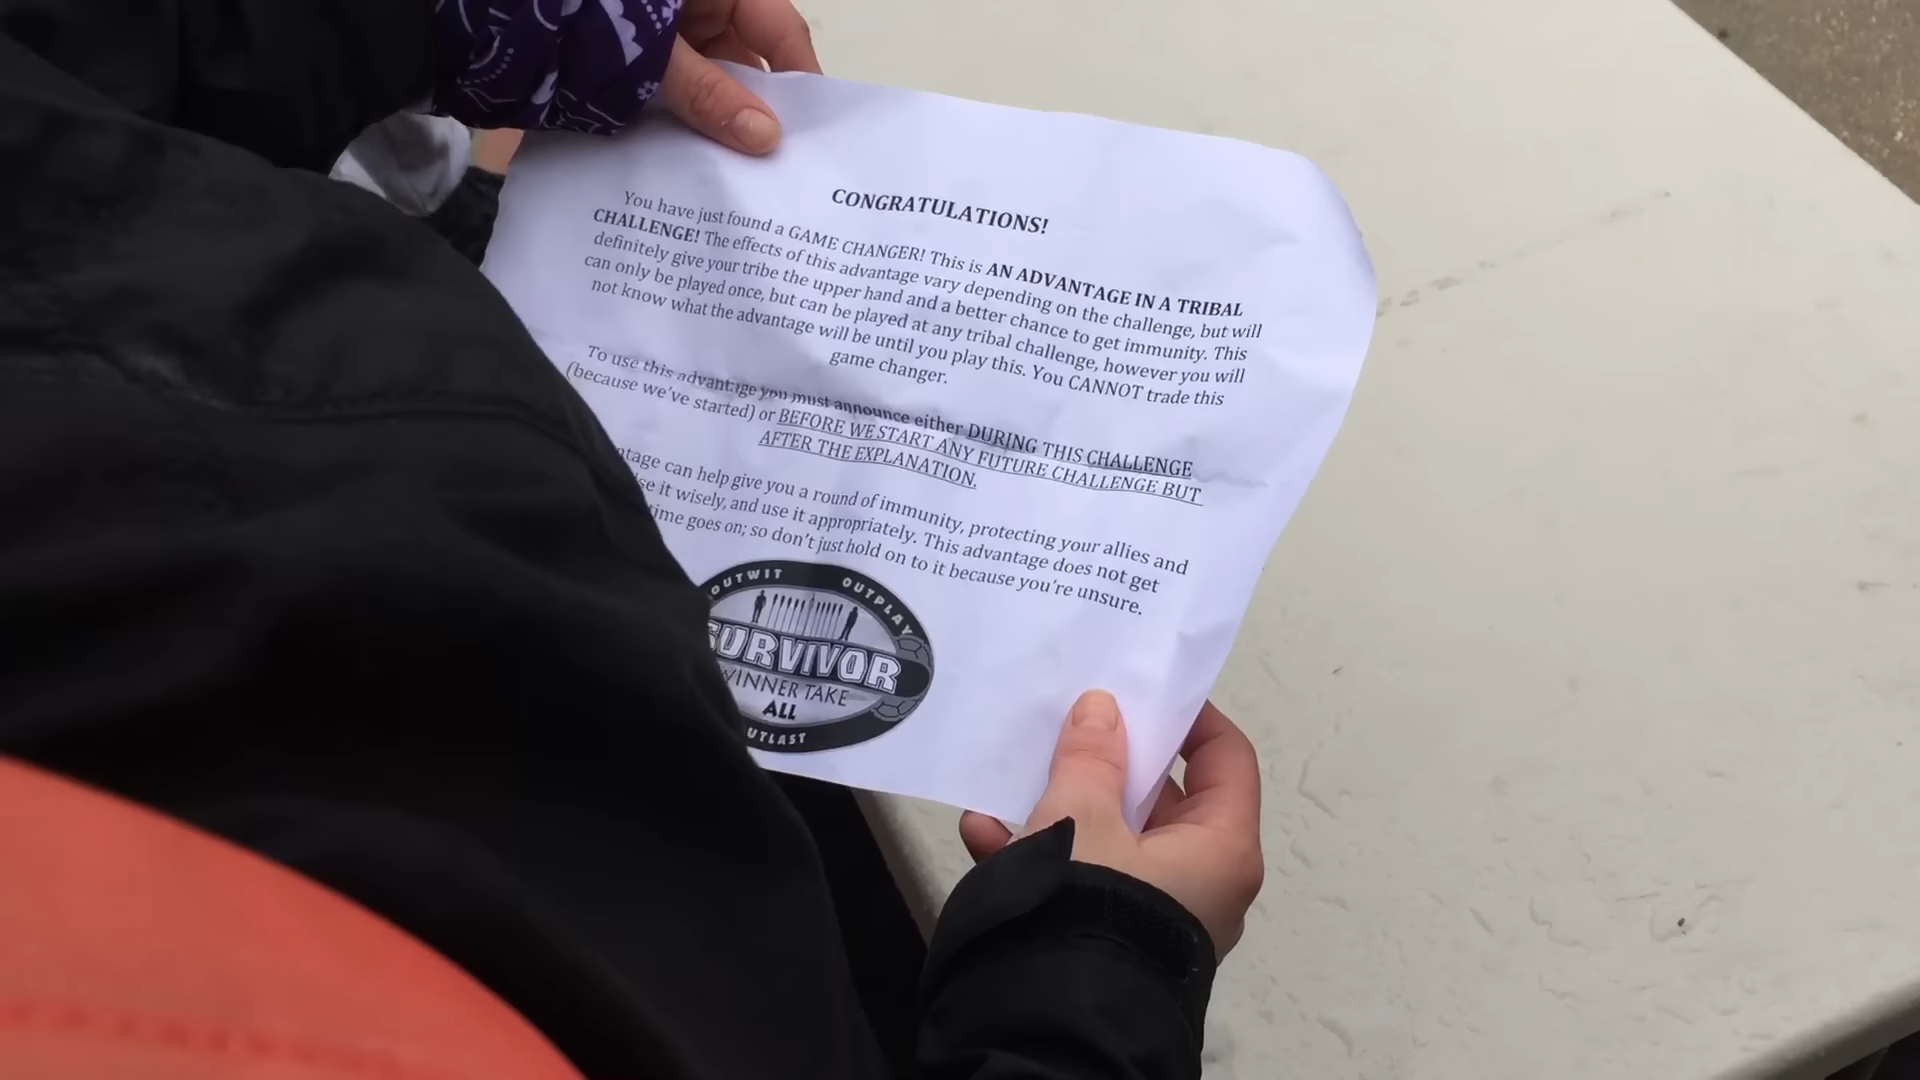 CONGRATULATIONS!
You have just found a GAME CHANGER! This is AN ADVANTAGE IN A TRIBAL
CHALLENGE! The effects of this advantage vary depending on the challenge, but will
definitely give your tribe the upper hand and a better chance to get immunity. This
can only be played once, but can be played at any tribal challenge, however you will
not know what the advantage will be until you play this. You CANNOT trade this
game changer.
To use this advantage you must announce either DURING THIS CHALLENGE
(because we've started) or BEFORE WE START ANY FUTURE CHALLENGE BUT
AFTER THE EXPLANATION.
can help give you a round of immunity, protecting your allies and
it wisely, and use it appropriately. This advantage does not get
time goes on; so don't just hold on to it because you're unsure.
OUTWIT OUTPLAY
SURVIVOR
WINNER TAKE
ALL